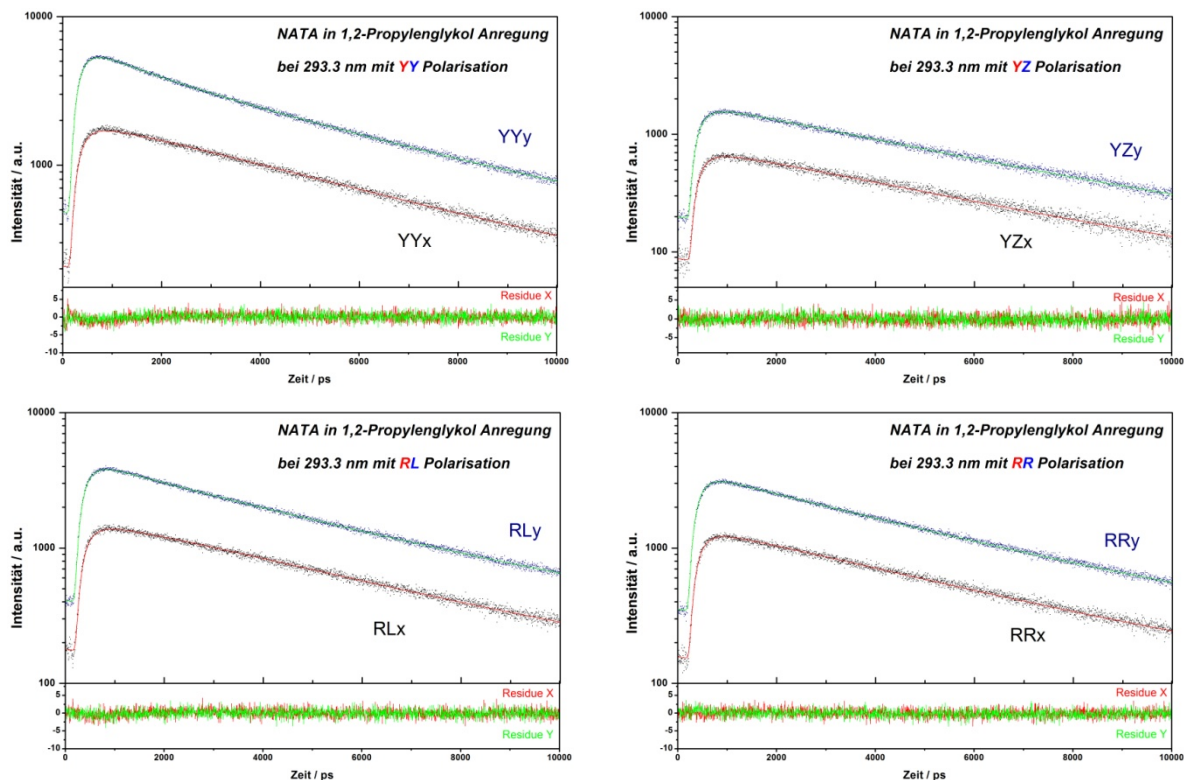 NATA in 1,2-Propylenglykol Anregung
bei 293.3 nm mit YY Polarisation
10000
1000
Intensität / a.u.
YYy
YYx
Residue X
Residue Y
5
0
-5
-10
0 2000 4000 6000 8000 10000
Zeit / ps
NATA in 1,2-Propylenglykol Anregung
bei 293.3 nm mit YZ Polarisation
10000
1000
100
Intensität / a.u.
YZy
YZx
Residue X
Residue Y
5
0
-5
0 2000 4000 6000 8000 10000
Zeit / ps
NATA in 1,2-Propylenglykol Anregung
bei 293.3 nm mit RL Polarisation
10000
1000
100
Intensität / a.u.
RLy
RLx
Residue X
Residue Y
5
0
-5
-10
0 2000 4000 6000 8000 10000
Zeit / ps
NATA in 1,2-Propylenglykol Anregung
bei 293.3 nm mit RR Polarisation
10000
1000
100
Intensität / a.u.
RRy
RRx
Residue X
Residue Y
5
0
-5
-10
0 2000 4000 6000 8000 10000
Zeit / ps